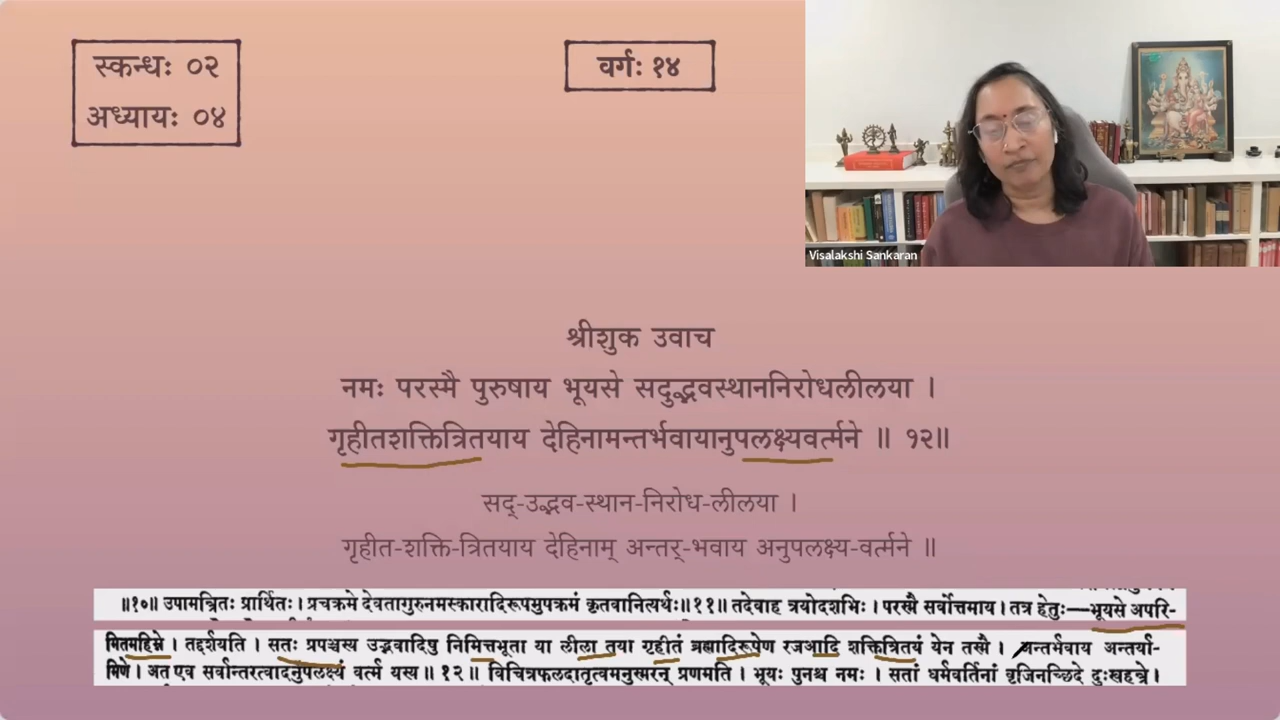 स्कन्धः ०२
अध्यायः ०४
वर्गः १४
Visalakshi Sankaran
श्रीशुक उवाच
नमः परस्मै पुरुषाय भूयसे सदुद्भवस्थाननिरोधलीलया ।
गृहीतशक्तित्रितयाय देहिनामन्तर्भवायानुपलक्ष्यवर्त्मने ॥ १२॥
सद्-उद्भव-स्थान-निरोध-लीलया ।
गृहीत-शक्ति-त्रितयाय देहिनाम् अन्तर्-भवाय अनुपलक्ष्य-वर्त्मने ॥
॥१०॥ उपामन्त्रितः प्रार्थितः । प्रचक्रमे देवतागुरुनमस्कारादिरूपमुपक्रमं कृतवानित्यर्थः॥११॥ तदेवाह त्रयोदशभिः । परस्मै सर्वोत्तमाय । तत्र हेतुः—भूयसे अपरि-
मितमहिम्ने । तद्दर्शयति । सतः प्रपञ्चस्य उद्भवादिषु निमित्तभूता या लीला तया गृहीतं ब्रह्मादिरूपेण रजआदि शक्तित्रितयं येन तस्मै । अन्तर्भवाय अन्तर्या-
मिणे । अत एव सर्वान्तरत्वादनुपलक्ष्यं वर्त्म यस्य ॥ १२ ॥ विचित्रफलदातृत्वमनुस्मरन् प्रणमति । भूयः पुनश्च नमः । सतां धर्मवर्तिनां वृजिनच्छिदे दुःखहन्त्रे ।